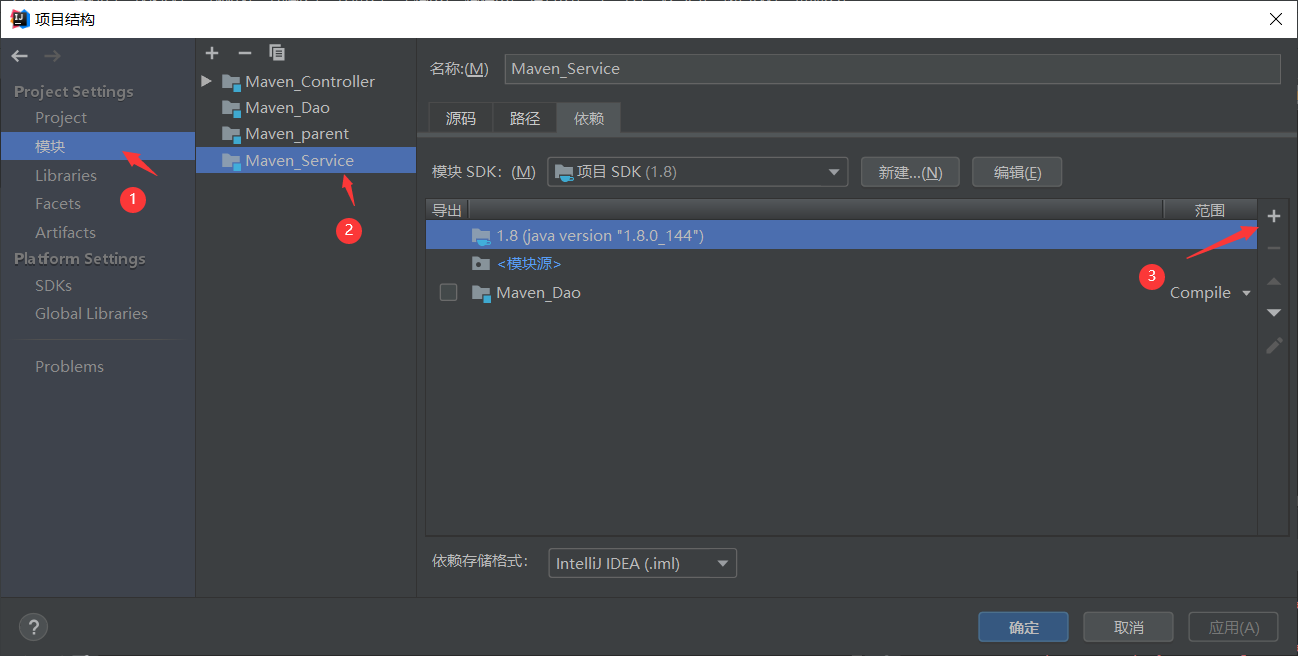 项目结构
Project Settings
Project
模块
Libraries
Facets
Artifacts
Platform Settings
SDKs
Global Libraries
Problems
1
Maven_Controller
Maven_Dao
Maven_parent
Maven_Service
2
名称:(M) Maven_Service
源码 路径 依赖
模块 SDK: (M) 项目 SDK (1.8) 新建...(N) 编辑(E)
导出 范围
1.8 (java version "1.8.0_144")
<模块源>
Maven_Dao Compile
3
依赖存储格式: IntelliJ IDEA (.iml)
? 确定 取消 应用(A)